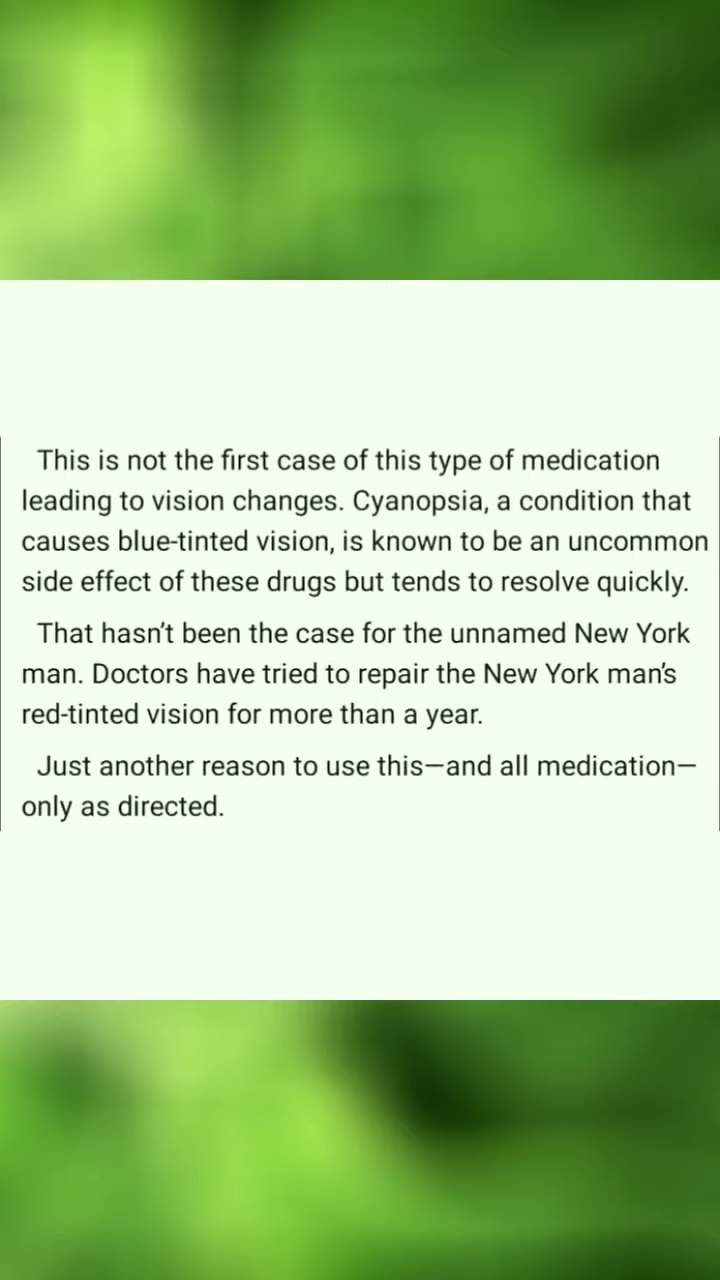 This is not the first case of this type of medication
leading to vision changes. Cyanopsia, a condition that
causes blue-tinted vision, is known to be an uncommon
side effect of these drugs but tends to resolve quickly.
That hasn’t been the case for the unnamed New York
man. Doctors have tried to repair the New York man’s
red-tinted vision for more than a year.
Just another reason to use this—and all medication—
only as directed.